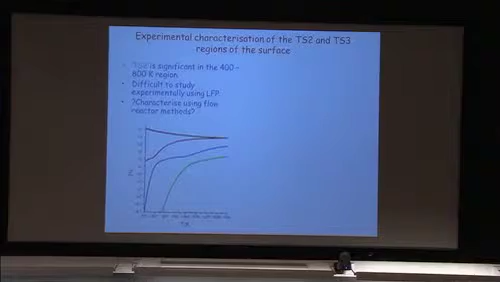 Experimental characterisation of the TS2 and TS3
regions of the surface
• TS2 is significant in the 400 –
800 K region
• Difficult to study
experimentally using LFP.
• ?Characterise using flow
reactor methods?